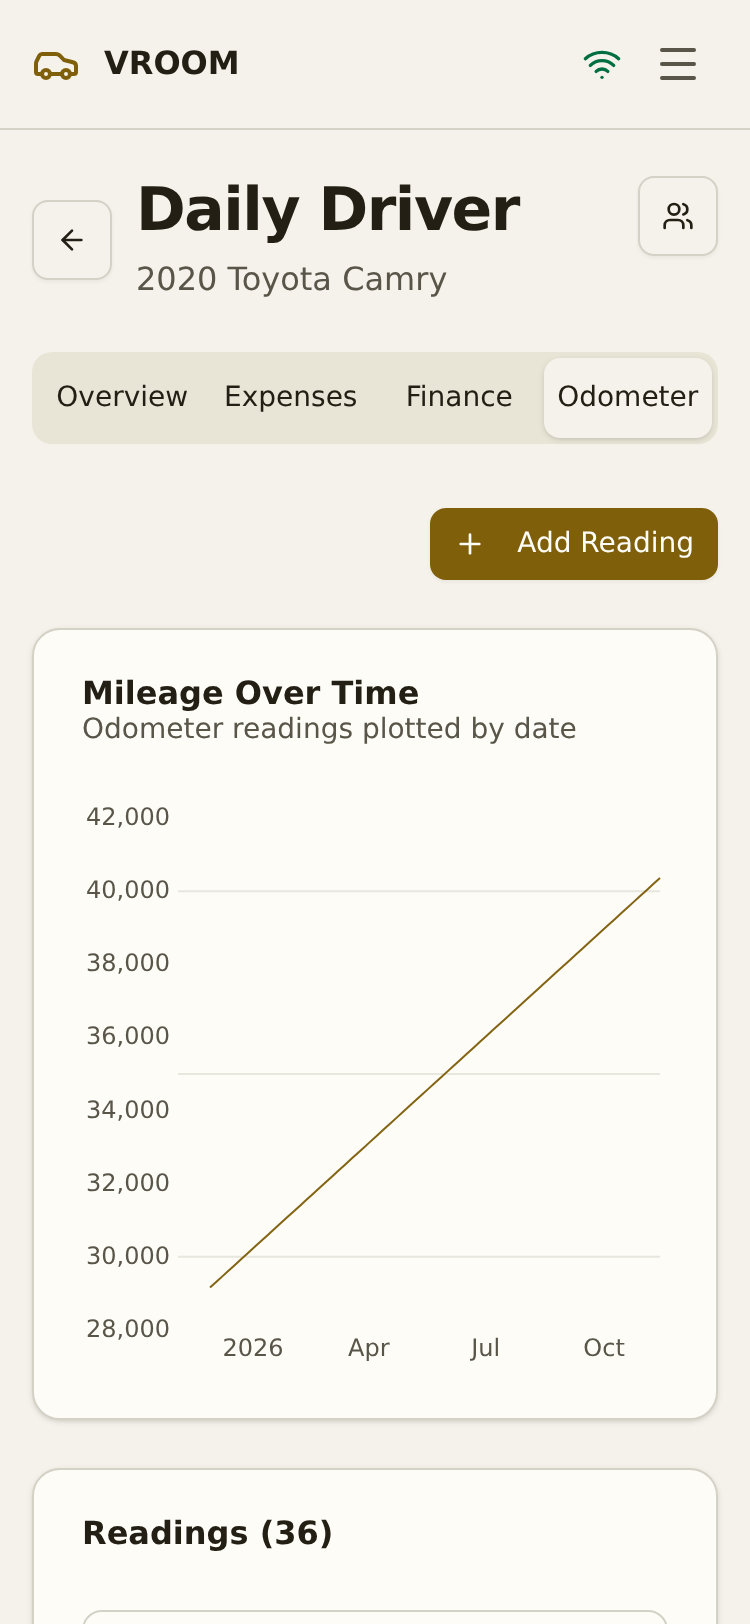 VROOM
Daily Driver
2020 Toyota Camry
Overview Expenses Finance Odometer
Add Reading
Mileage Over Time
Odometer readings plotted by date
42,000
40,000
38,000
36,000
34,000
32,000
30,000
28,000
2026 Apr Jul Oct
Readings (36)